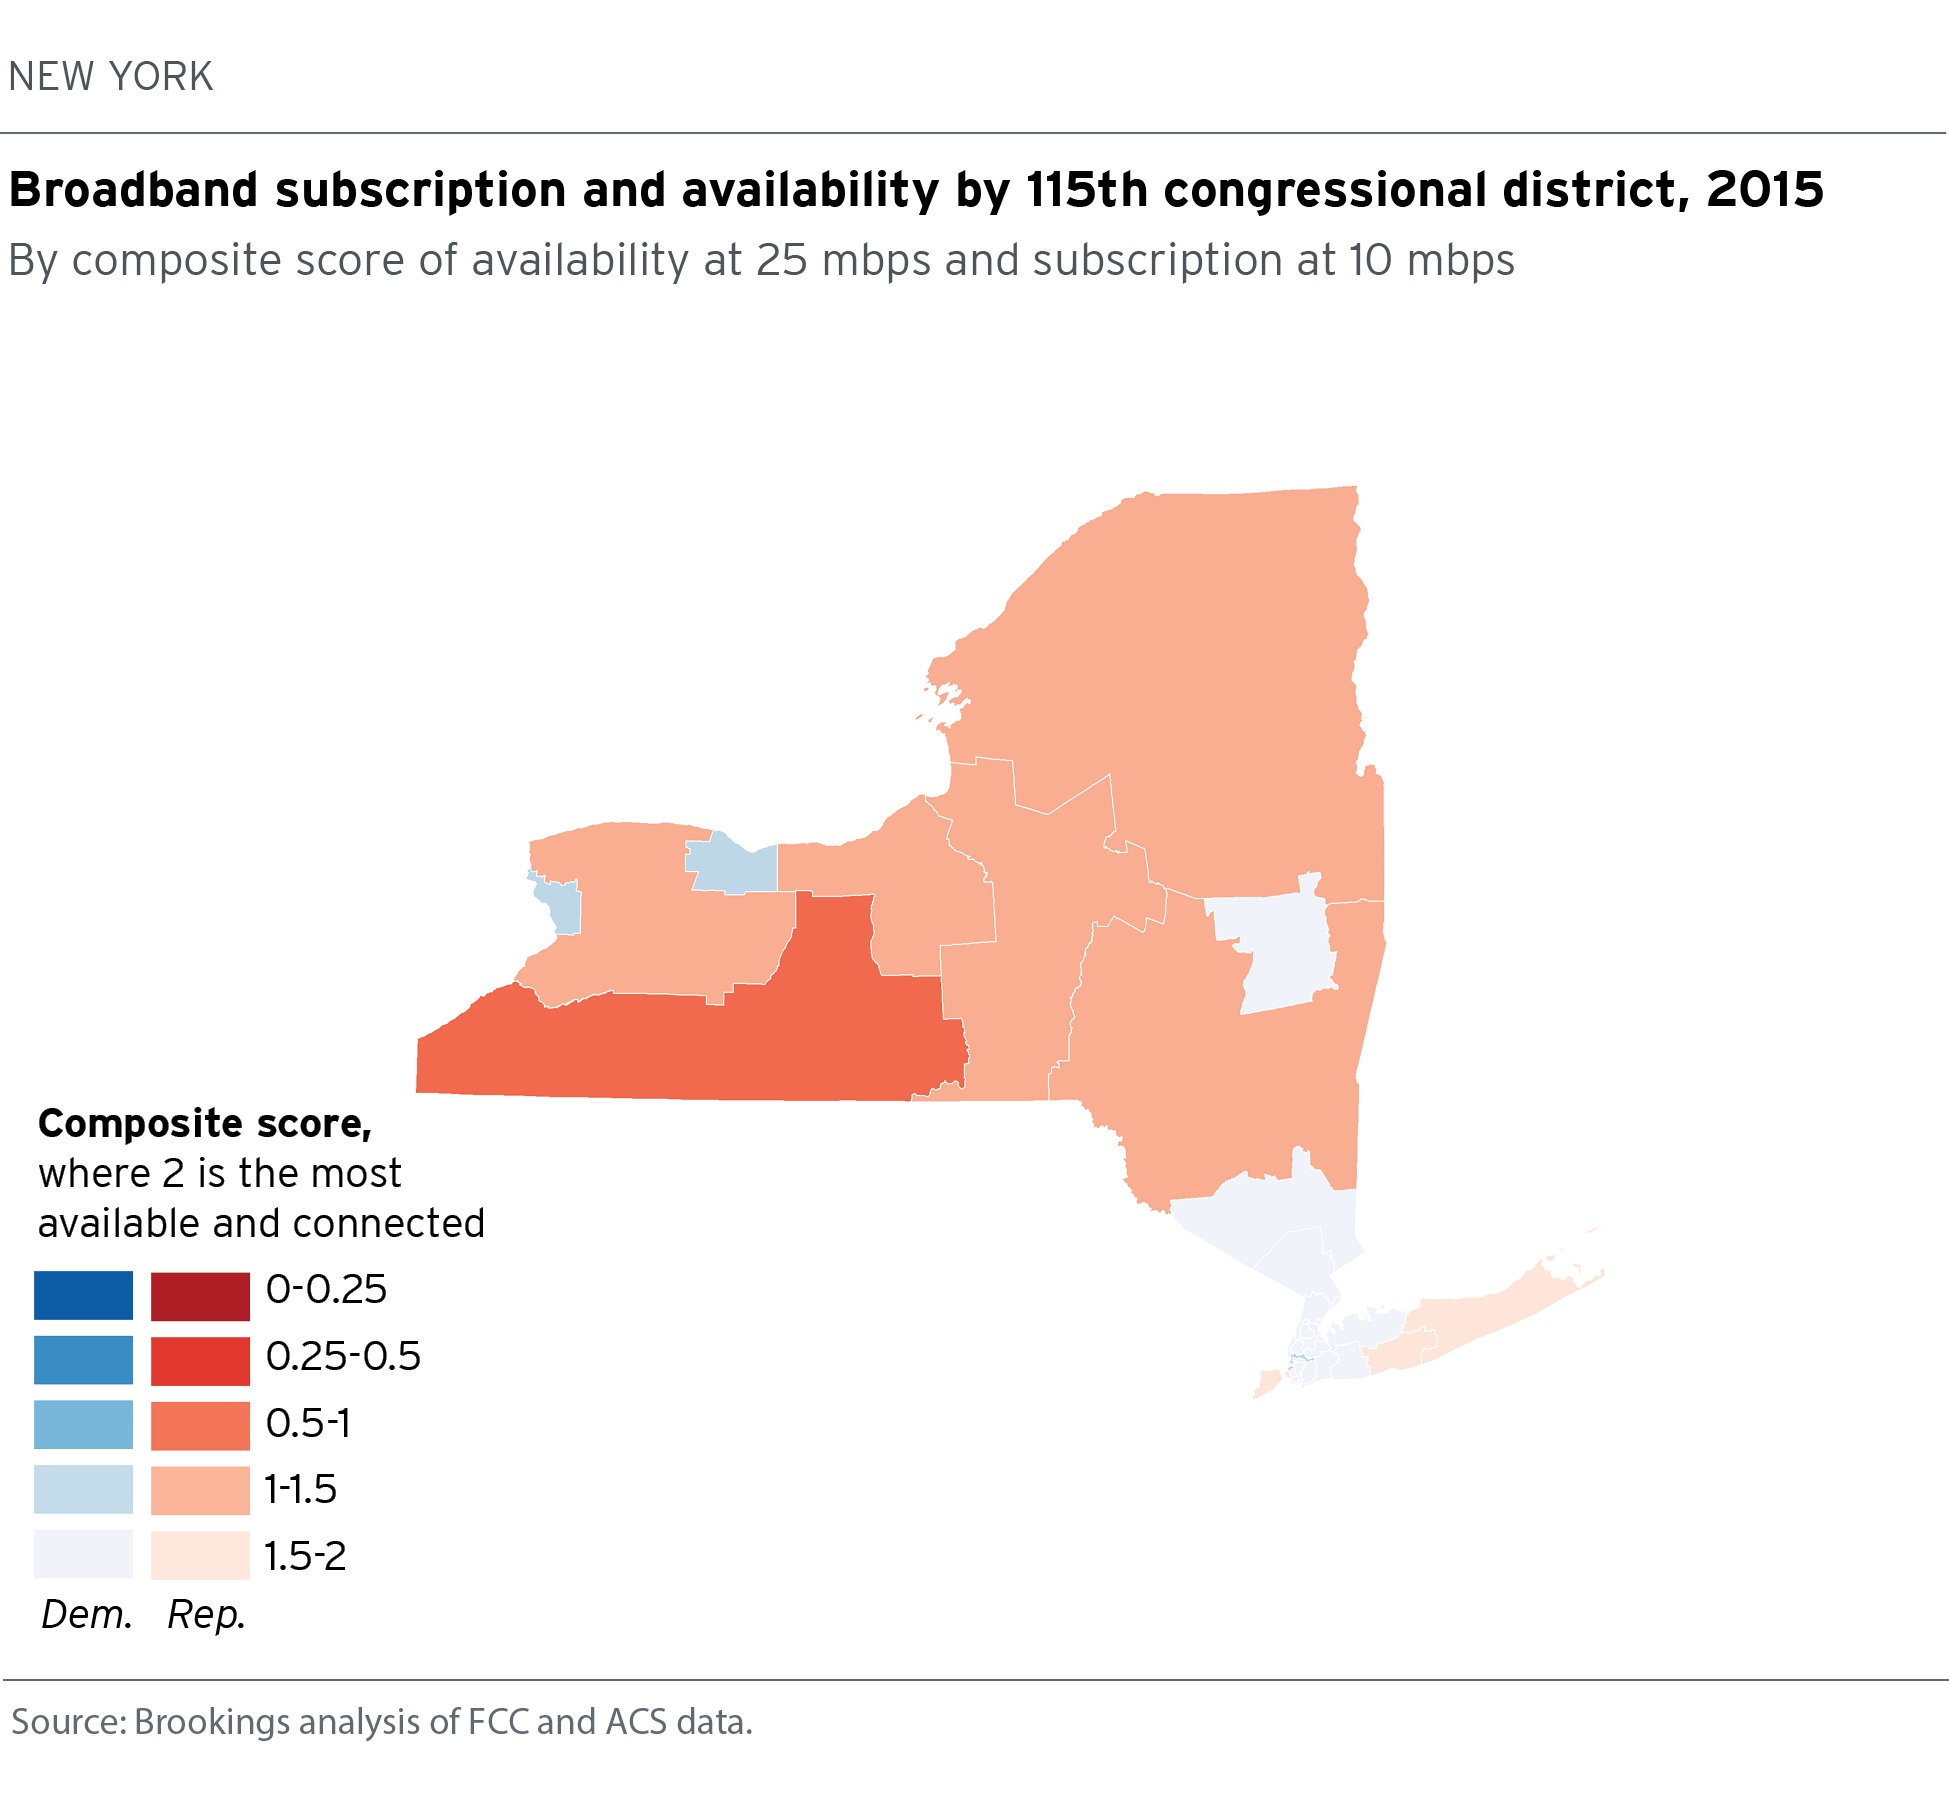 NEW YORK
Broadband subscription and availability by 115th congressional district, 2015
By composite score of availability at 25 mbps and subscription at 10 mbps
Composite score,
where 2 is the most
available and connected
0-0.25
0.25-0.5
0.5-1
1-1.5
1.5-2
Dem. Rep.
Source: Brookings analysis of FCC and ACS data.